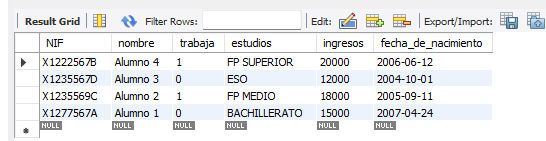 Result Grid Filter Rows: Edit: Export/Import:
NIF nombre trabaja estudios ingresos fecha_de_nacimiento
X1222567B Alumno 4 1 FP SUPERIOR 20000 2006-06-12
X1235567D Alumno 3 0 ESO 12000 2004-10-01
X1235569C Alumno 2 1 FP MEDIO 18000 2005-09-11
X1277567A Alumno 1 0 BACHILLERATO 15000 2007-04-24
NULL NULL NULL NULL NULL NULL